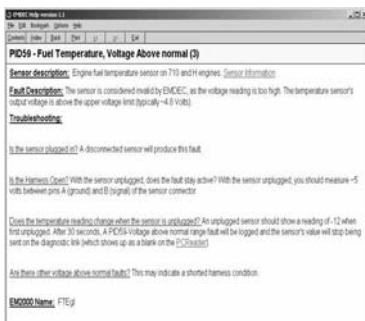 EMDEC Help version 1.1
File Edit Bookmark Options Help
Contents Index Back Print << >> Exit
PID59 - Fuel Temperature, Voltage Above normal (3)
Sensor description: Engine fuel temperature sensor on 710 and H engines. Sensor Information
Fault Description: The sensor is considered invalid by EMDEC, as the voltage reading is too high. The temperature sensor's
output voltage is above the upper voltage limit (typically ~4.8 Volts).
Troubleshooting:
Is the sensor plugged in? A disconnected sensor will produce this fault.
Is the Harness Open? With the sensor unplugged, does the fault stay active? With the sensor unplugged, you should measure ~5
volts between pins A (ground) and B (signal) of the sensor connector.
Does the temperature reading change when the sensor is unplugged? An unplugged sensor should show a reading of -12 when
first unplugged. After 30 seconds, A PID59-Voltage above normal range fault will be logged and the sensor's value will stop being
sent on the diagnostic link (which shows up as a blank on the PCReader).
Are there other voltage above normal faults? This may indicate a shorted harness condition.
EM2000 Name: FTEgI